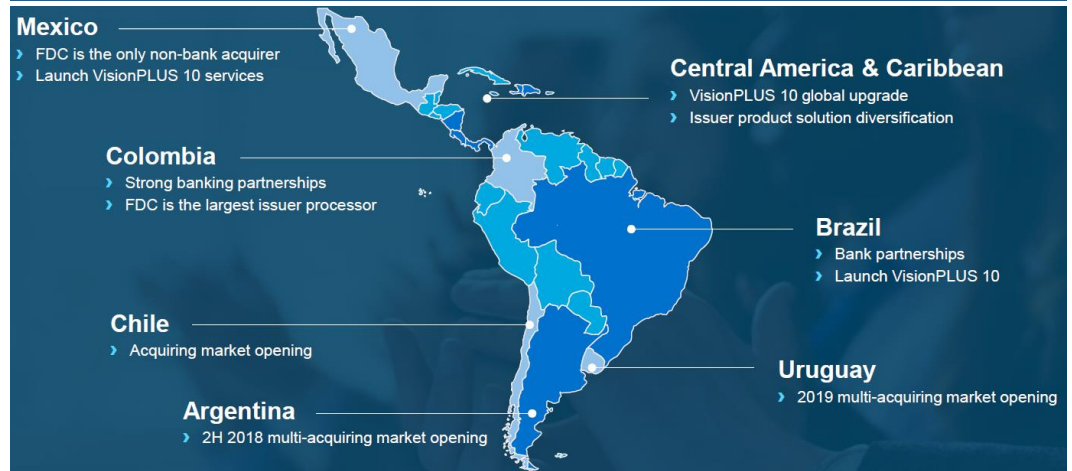 Mexico
› FDC is the only non-bank acquirer
› Launch VisionPLUS 10 services
Central America & Caribbean
› VisionPLUS 10 global upgrade
› Issuer product solution diversification
Colombia
› Strong banking partnerships
› FDC is the largest issuer processor
Brazil
› Bank partnerships
› Launch VisionPLUS 10
Chile
› Acquiring market opening
Uruguay
› 2019 multi-acquiring market opening
Argentina
› 2H 2018 multi-acquiring market opening